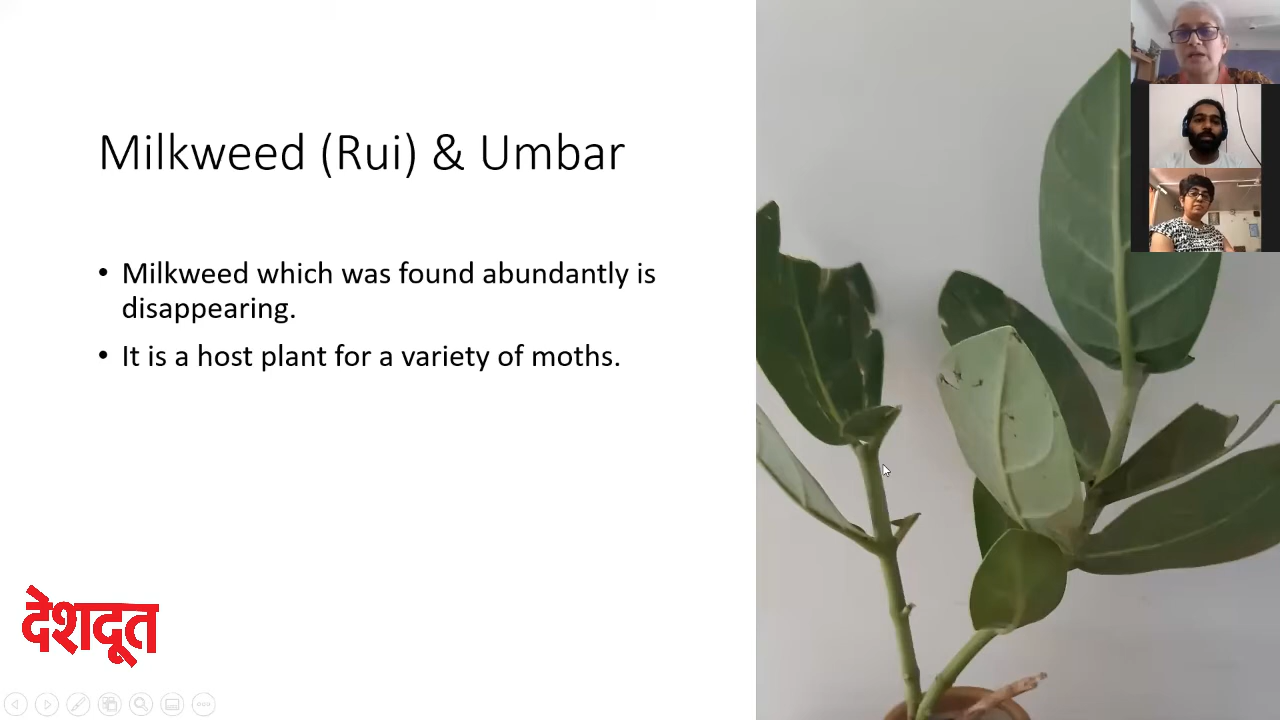 Milkweed (Rui) & Umbar
• Milkweed which was found abundantly is
disappearing.
• It is a host plant for a variety of moths.
देशदूत